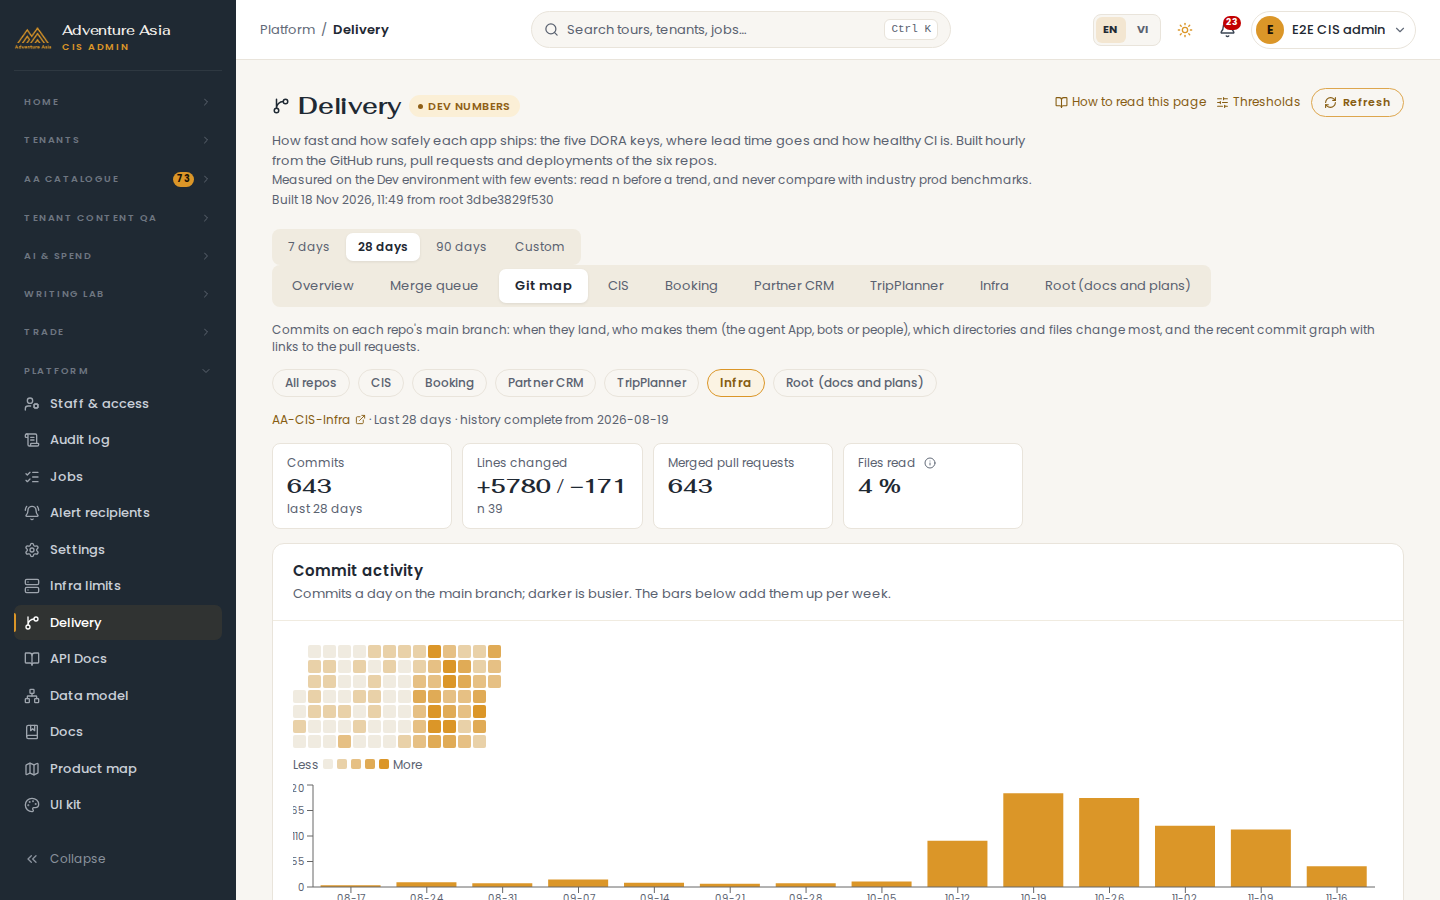 Adventure Asia
CIS ADMIN
Adventure Asia
HOME
TENANTS
AA CATALOGUE 73
TENANT CONTENT QA
AI & SPEND
WRITING LAB
TRADE
PLATFORM
Staff & access
Audit log
Jobs
Alert recipients
Settings
Infra limits
Delivery
API Docs
Data model
Docs
Product map
UI kit
Collapse
Platform / Delivery
Search tours, tenants, jobs... Ctrl K
EN VI
23
E E2E CIS admin
Delivery DEV NUMBERS
How to read this page Thresholds Refresh
How fast and how safely each app ships: the five DORA keys, where lead time goes and how healthy CI is. Built hourly
from the GitHub runs, pull requests and deployments of the six repos.
Measured on the Dev environment with few events: read n before a trend, and never compare with industry prod benchmarks.
Built 18 Nov 2026, 11:49 from root 3dbe3829f530
7 days 28 days 90 days Custom
Overview Merge queue Git map CIS Booking Partner CRM TripPlanner Infra Root (docs and plans)
Commits on each repo's main branch: when they land, who makes them (the agent App, bots or people), which directories and files change most, and the recent commit graph with
links to the pull requests.
All repos CIS Booking Partner CRM TripPlanner Infra Root (docs and plans)
AA-CIS-Infra · Last 28 days · history complete from 2026-08-19
Commits
643
last 28 days
Lines changed
+5780 / −171
n 39
Merged pull requests
643
Files read
4 %
Commit activity
Commits a day on the main branch; darker is busier. The bars below add them up per week.
Less More
20
65
110
55
0
08-17 08-24 08-31 09-07 09-14 09-21 09-28 10-05 10-12 10-19 10-26 11-02 11-09 11-16